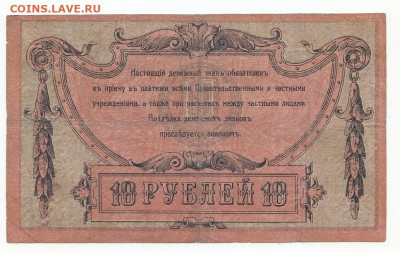 COINS.LAVE.RU
Настоящій денежный знакъ обязателенъ
къ пріему въ платежи всѣми Правительственными и частными
учрежденіями, а также при расчетахъ между частными лицами.
Поддѣлка денежныхъ знаковъ
преслѣдуется закономъ.
10 РУБЛЕЙ 10